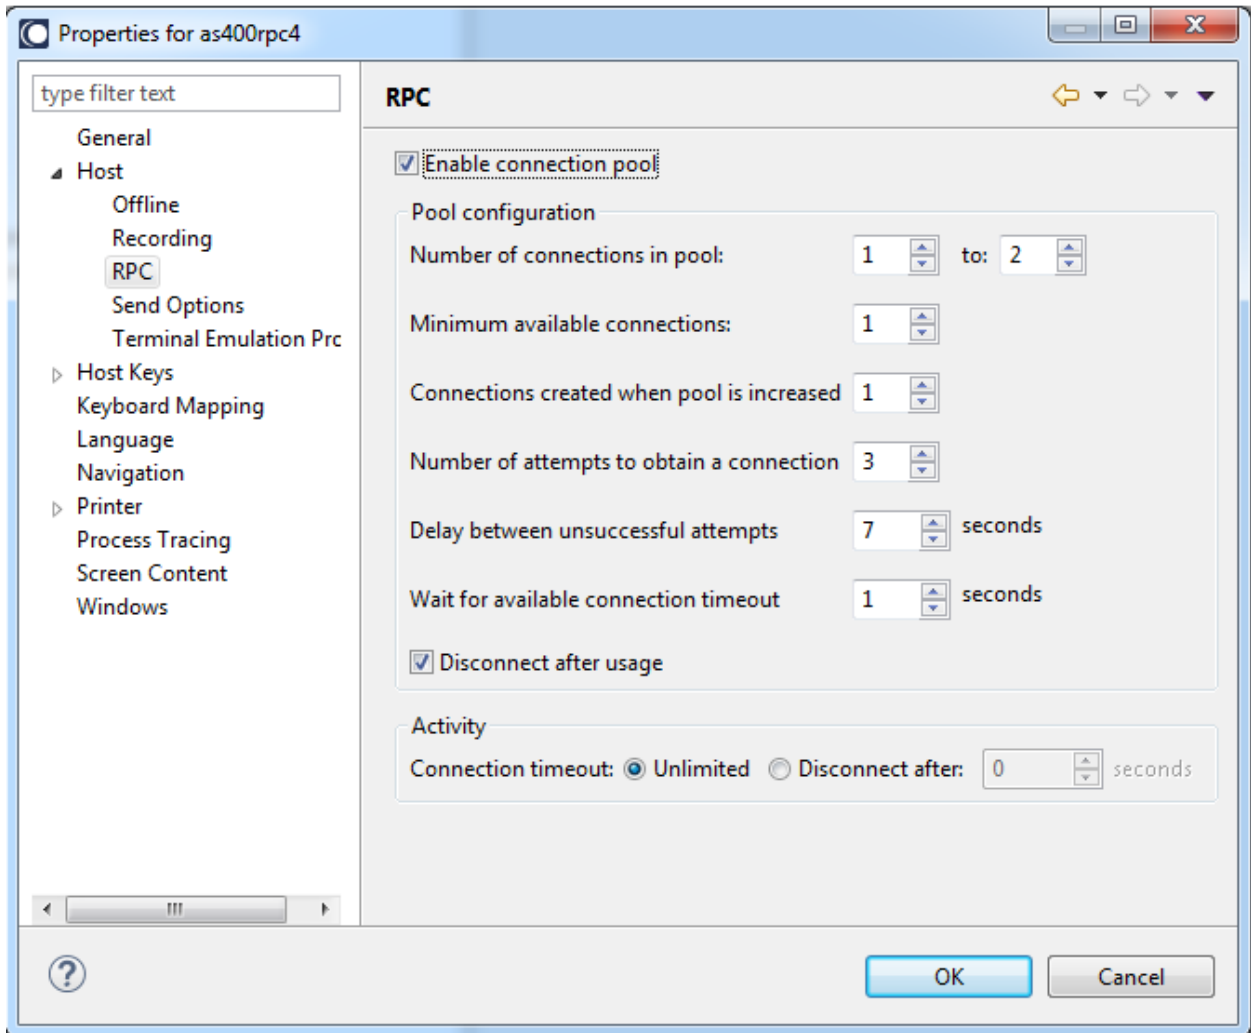 Properties for as400rpc4
type filter text
General
Host
Offline
Recording
RPC
Send Options
Terminal Emulation Prc
Host Keys
Keyboard Mapping
Language
Navigation
Printer
Process Tracing
Screen Content
Windows
RPC
Enable connection pool
Pool configuration
Number of connections in pool: 1 to: 2
Minimum available connections: 1
Connections created when pool is increased 1
Number of attempts to obtain a connection 3
Delay between unsuccessful attempts 7 seconds
Wait for available connection timeout 1 seconds
Disconnect after usage
Activity
Connection timeout: Unlimited Disconnect after: 0 seconds
OK Cancel